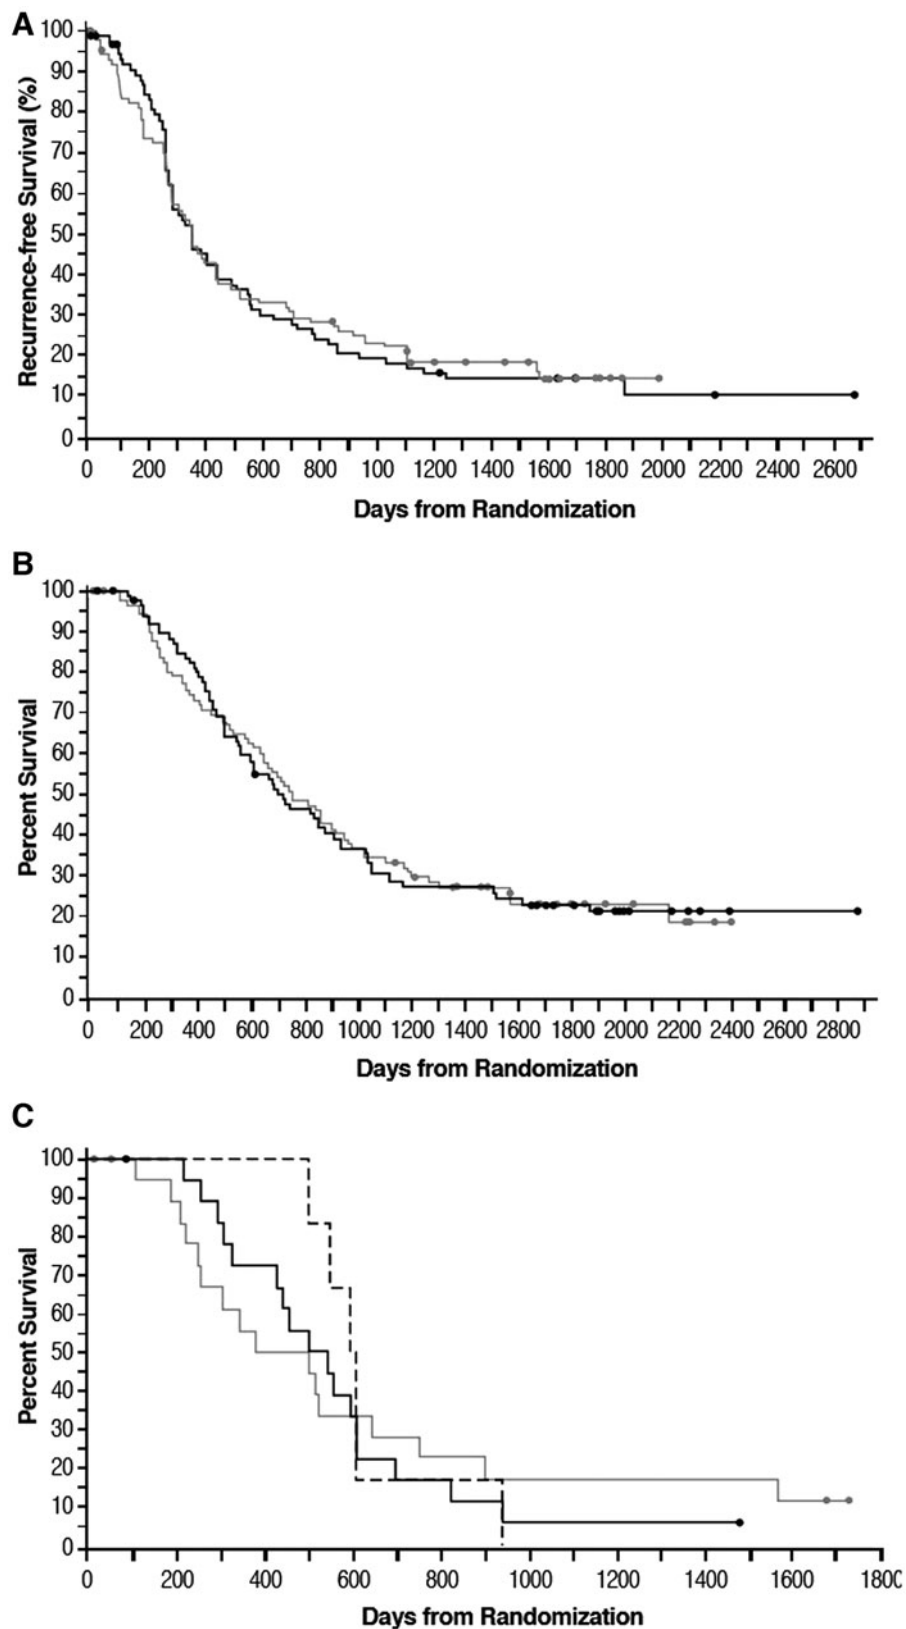 A
Recurrence-free Survival (%)
100
90
80
70
60
50
40
30
20
10
0
0 200 400 600 800 100 1200 1400 1600 1800 2000 2200 2400 2600
Days from Randomization
B
Percent Survival
100
90
80
70
60
50
40
30
20
10
0
0 200 400 600 800 1000 1200 1400 1600 1800 2000 2200 2400 2600 2800
Days from Randomization
C
Percent Survival
100
90
80
70
60
50
40
30
20
10
0
0 200 400 600 800 1000 1200 1400 1600 1800
Days from Randomization